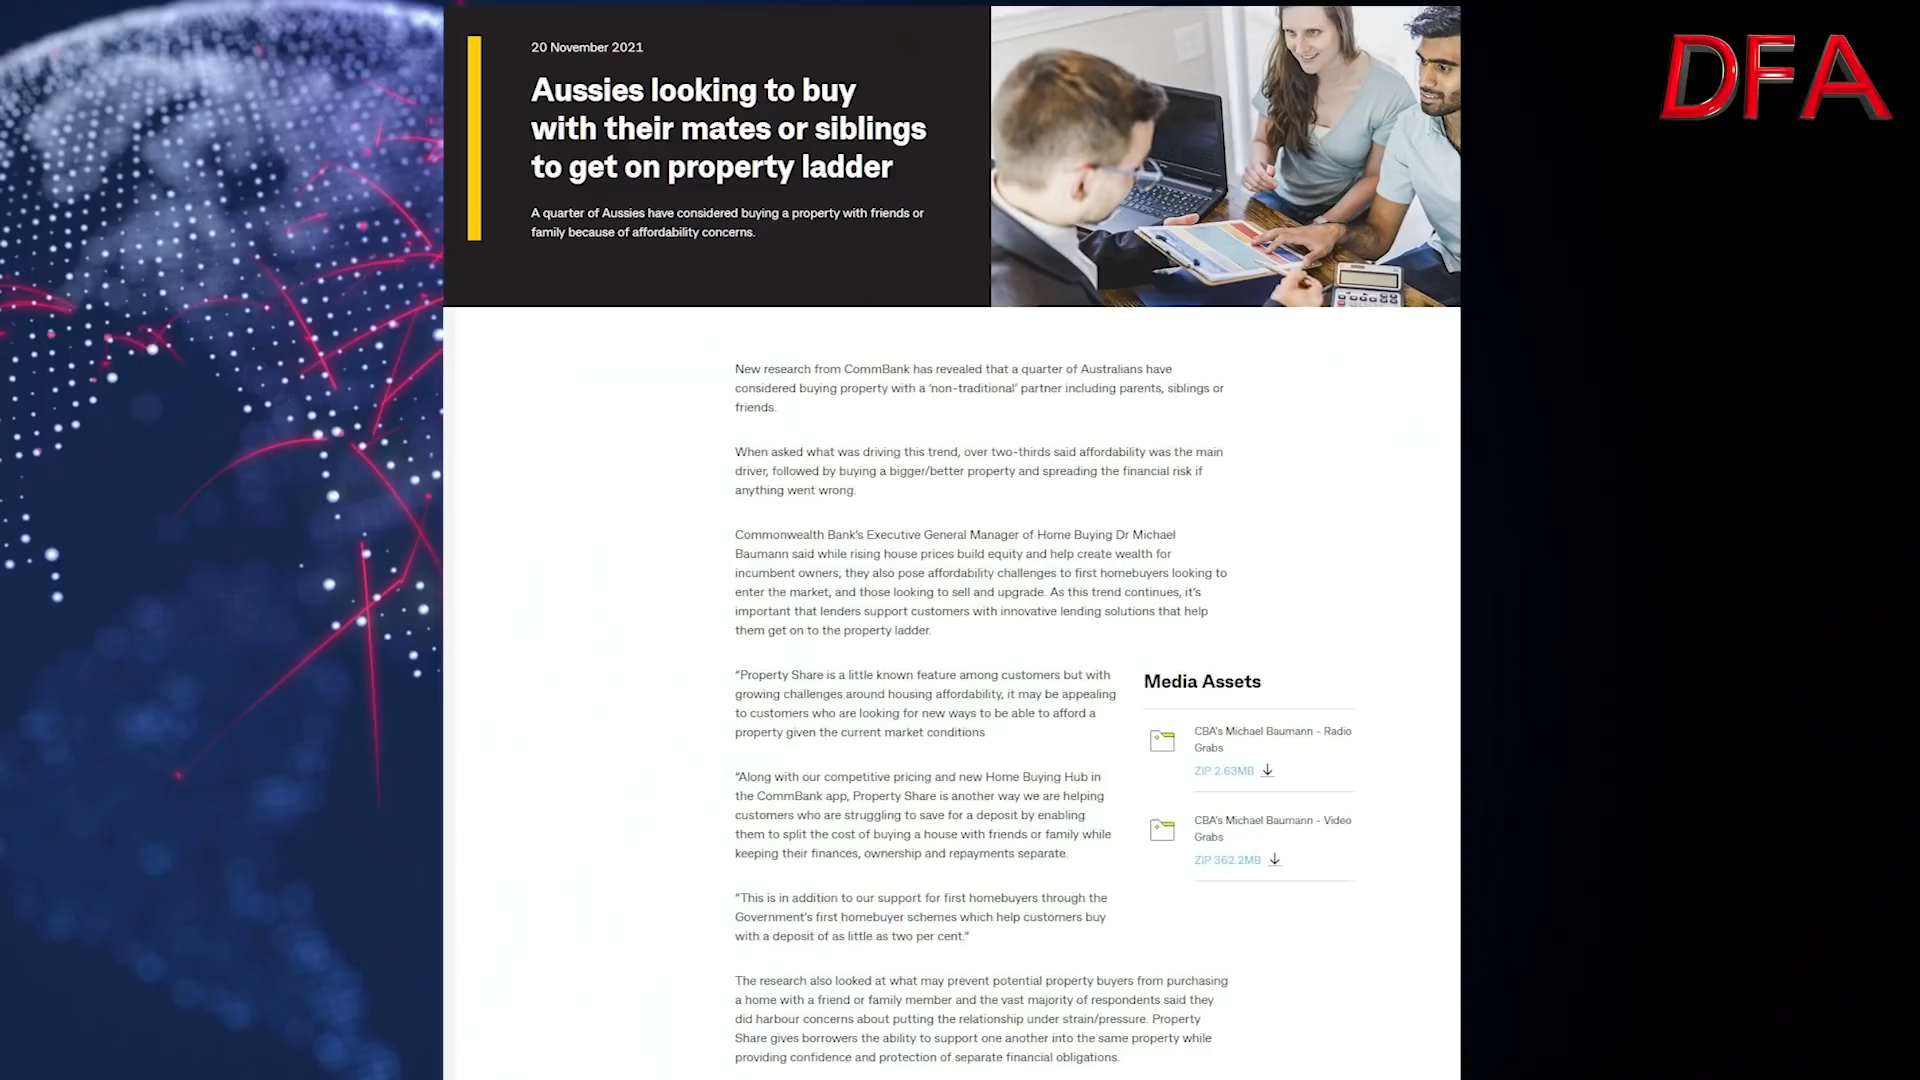 DFA
20 November 2021
Aussies looking to buy
with their mates or siblings
to get on property ladder
A quarter of Aussies have considered buying a property with friends or
family because of affordability concerns.
New research from CommBank has revealed that a quarter of Australians have
considered buying property with a ‘non-traditional’ partner including parents, siblings or
friends.
When asked what was driving this trend, over two-thirds said affordability was the main
driver, followed by buying a bigger/better property and spreading the financial risk if
anything went wrong.
Commonwealth Bank’s Executive General Manager of Home Buying Dr Michael
Baumann said while rising house prices build equity and help create wealth for
incumbent owners, they also pose affordability challenges to first homebuyers looking to
enter the market, and those looking to sell and upgrade. As this trend continues, it’s
important that lenders support customers with innovative lending solutions that help
them get on to the property ladder.
“Property Share is a little known feature among customers but with
growing challenges around housing affordability, it may be appealing
to customers who are looking for new ways to be able to afford a
property given the current market conditions
“Along with our competitive pricing and new Home Buying Hub in
the CommBank app, Property Share is another way we are helping
customers who are struggling to save for a deposit by enabling
them to split the cost of buying a house with friends or family while
keeping their finances, ownership and repayments separate.
“This is in addition to our support for first homebuyers through the
Government’s first homebuyer schemes which help customers buy
with a deposit of as little as two per cent.”
The research also looked at what may prevent potential property buyers from purchasing
a home with a friend or family member and the vast majority of respondents said they
did harbour concerns about putting the relationship under strain/pressure. Property
Share gives borrowers the ability to support one another into the same property while
providing confidence and protection of separate financial obligations.
Media Assets
CBA's Michael Baumann - Radio
Grabs
ZIP 2.63MB
CBA's Michael Baumann - Video
Grabs
ZIP 362.2MB